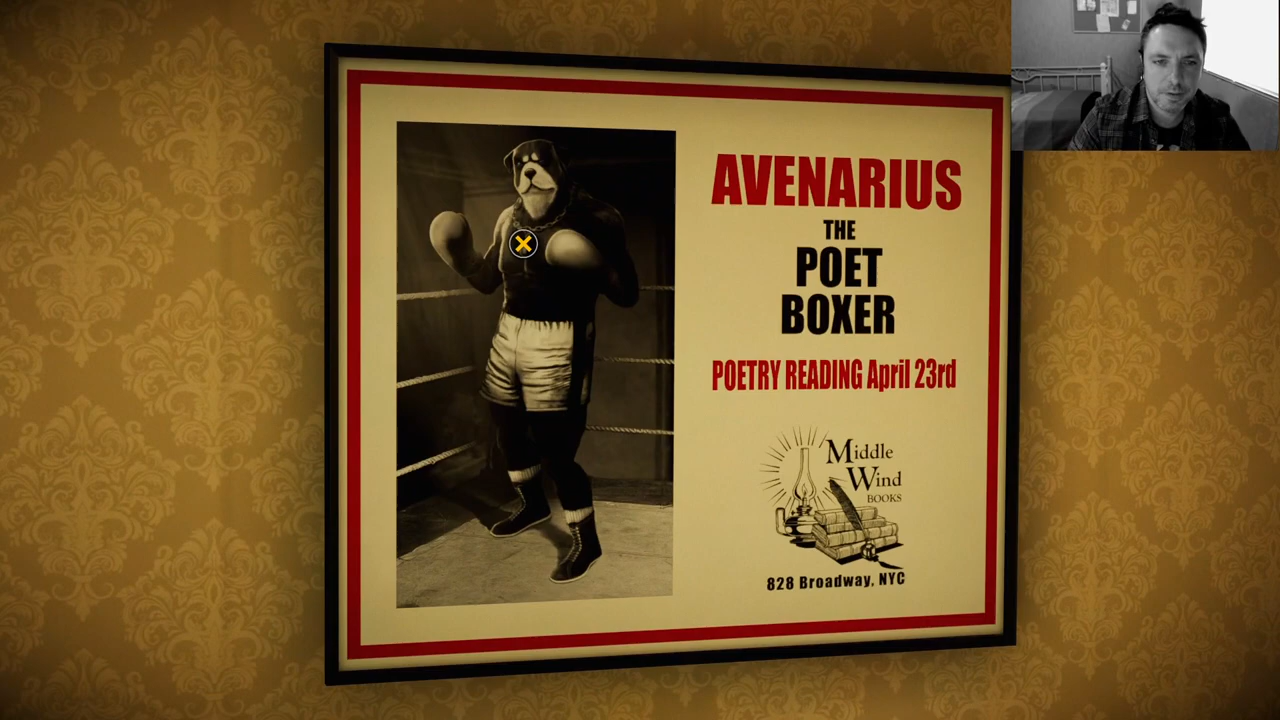 AVENARIUS
THE
POET
BOXER
POETRY READING April 23rd
Middle
Wind
BOOKS
828 Broadway, NYC